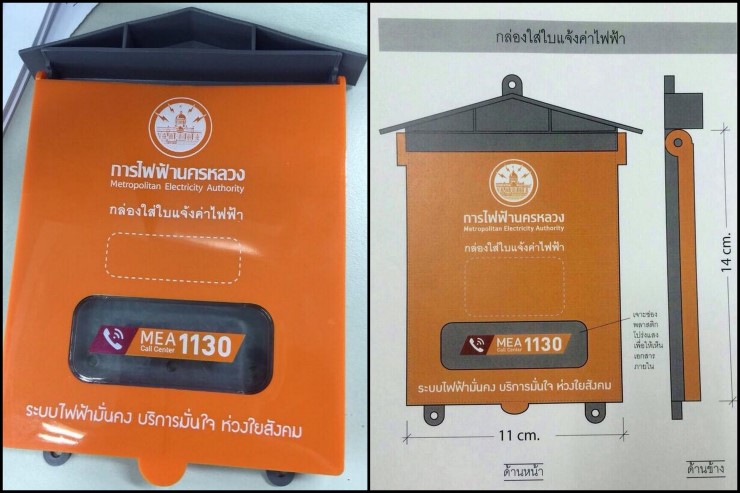 การไฟฟ้านครหลวง
Metropolitan Electricity Authority
กล่องใส่ใบแจ้งค่าไฟฟ้า
MEA 1130
Call Center
ระบบไฟฟ้ามั่นคง บริการมั่นใจ ห่วงใยสังคม
กล่องใส่ใบแจ้งค่าไฟฟ้า
การไฟฟ้านครหลวง
Metropolitan Electricity Authority
กล่องใส่ใบแจ้งค่าไฟฟ้า
MEA 1130
Call Center
ระบบไฟฟ้ามั่นคง บริการมั่นใจ ห่วงใยสังคม
เจาะช่อง
พลาสติก
โปร่งแสง
เพื่อให้เห็น
เอกสาร
ภายใน
14 cm.
11 cm.
ด้านหน้า
ด้านข้าง